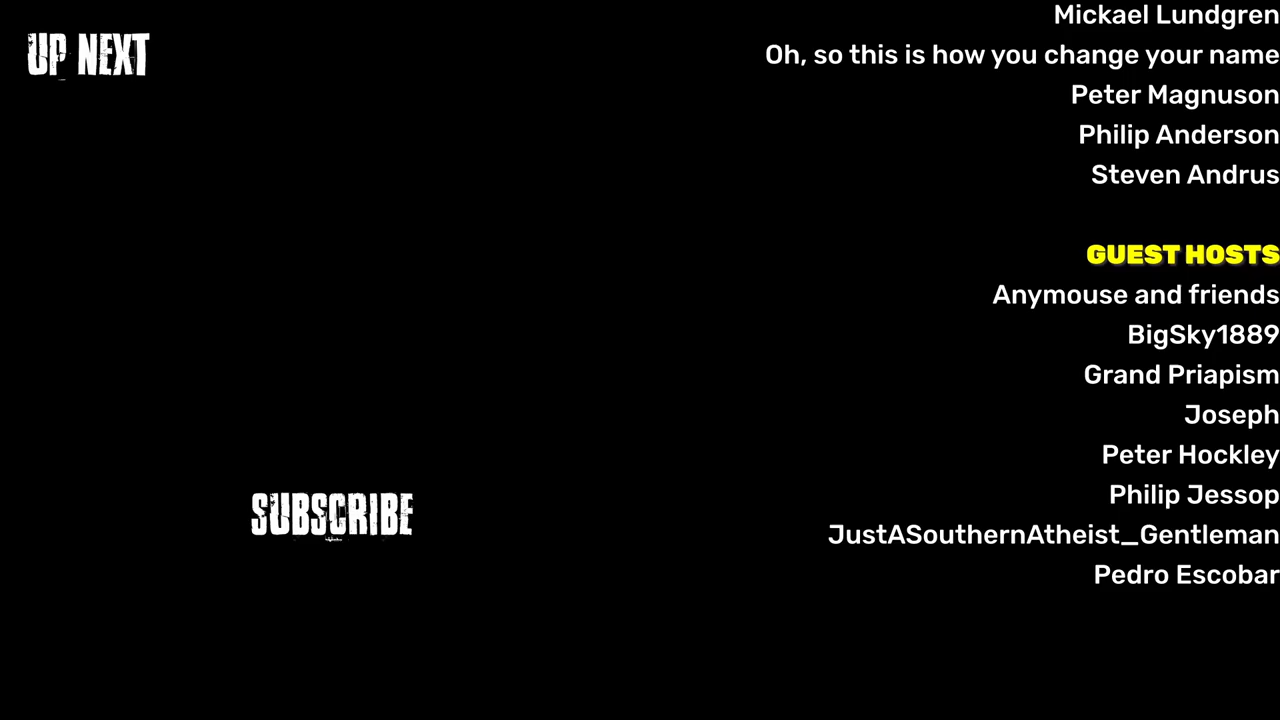 UP NEXT
Mickael Lundgren
Oh, so this is how you change your name
Peter Magnuson
Philip Anderson
Steven Andrus
GUEST HOSTS
Anymouse and friends
BigSky1889
Grand Priapism
Joseph
Peter Hockley
Philip Jessop
JustASouthernAtheist_Gentleman
Pedro Escobar
SUBSCRIBE